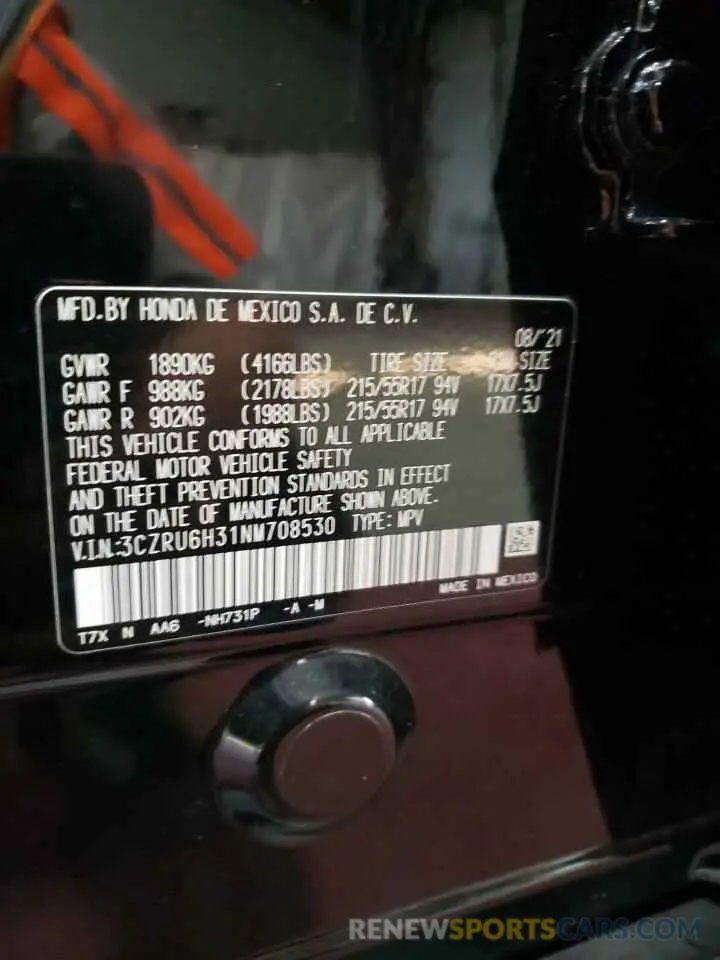 MFD.BY HONDA DE MEXICO S.A. DE C.V.
08/'21
GVWR 1890KG (4166LBS) TIRE SIZE SIZE
GAWR F 988KG (2178LBS) 215/55R17 94V 17X7.5J
GAWR R 902KG (1988LBS) 215/55R17 94V 17X7.5J
THIS VEHICLE CONFORMS TO ALL APPLICABLE
FEDERAL MOTOR VEHICLE SAFETY
AND THEFT PREVENTION STANDARDS IN EFFECT
ON THE DATE OF MANUFACTURE SHOWN ABOVE.
V.I.N:3CZRU6H31NM708530 TYPE: MPV
MADE IN MEXICO
T7X N AA6 -NH731P -A -M
RENEWSPORTSCARS.COM